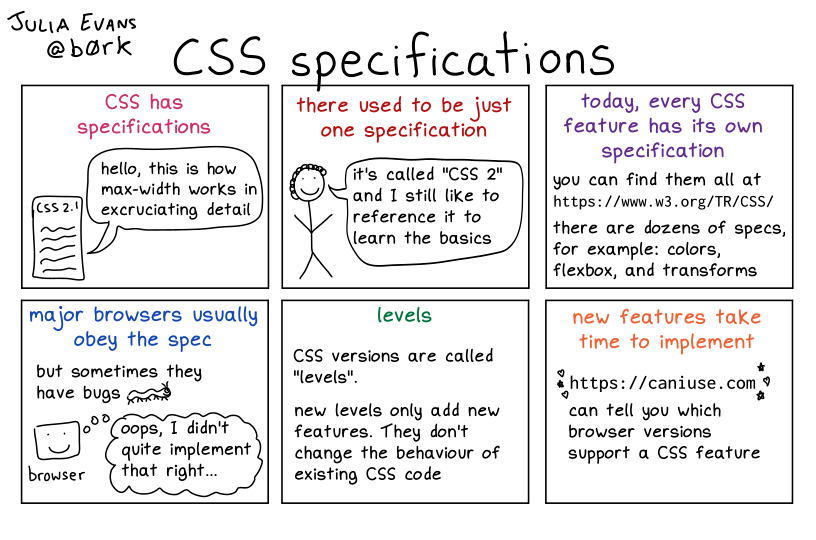 JULIA EVANS
@b0rk
CSS specifications
CSS has
specifications
hello, this is how
max-width works in
excruciating detail
CSS 2.1
there used to be just
one specification
it's called "CSS 2"
and I still like to
reference it to
learn the basics
today, every CSS
feature has its own
specification
you can find them all at
https://www.w3.org/TR/CSS/
there are dozens of specs,
for example: colors,
flexbox, and transforms
major browsers usually
obey the spec
but sometimes they
have bugs
oops, I didn't
quite implement
that right...
browser
levels
CSS versions are called
"levels".
new levels only add new
features. They don't
change the behaviour of
existing CSS code
new features take
time to implement
https://caniuse.com
can tell you which
browser versions
support a CSS feature